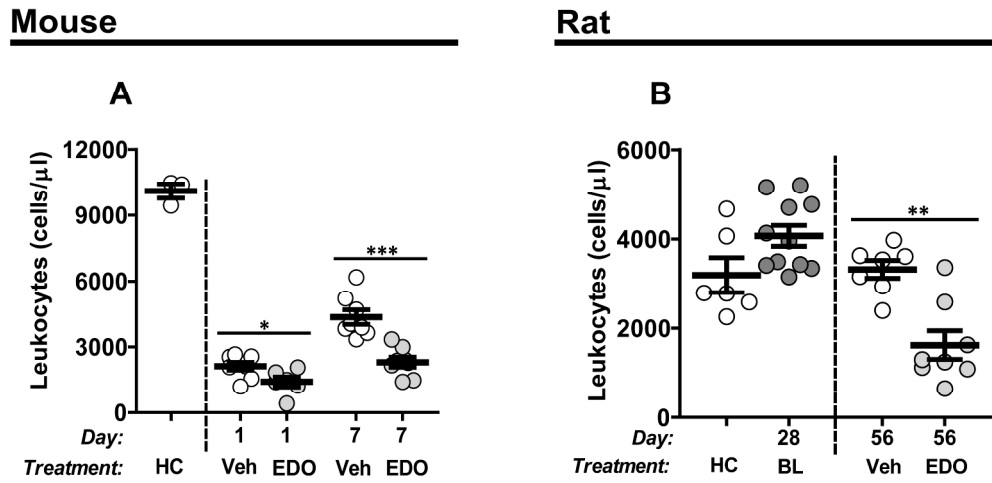 Mouse
Rat
A
B
Leukocytes (cells/µl)
12000
9000
6000
3000
0
*
***
Day: 1 1 7 7
Treatment: HC Veh EDO Veh EDO
Leukocytes (cells/µl)
6000
4000
2000
0
**
Day: 28 56 56
Treatment: HC BL Veh EDO